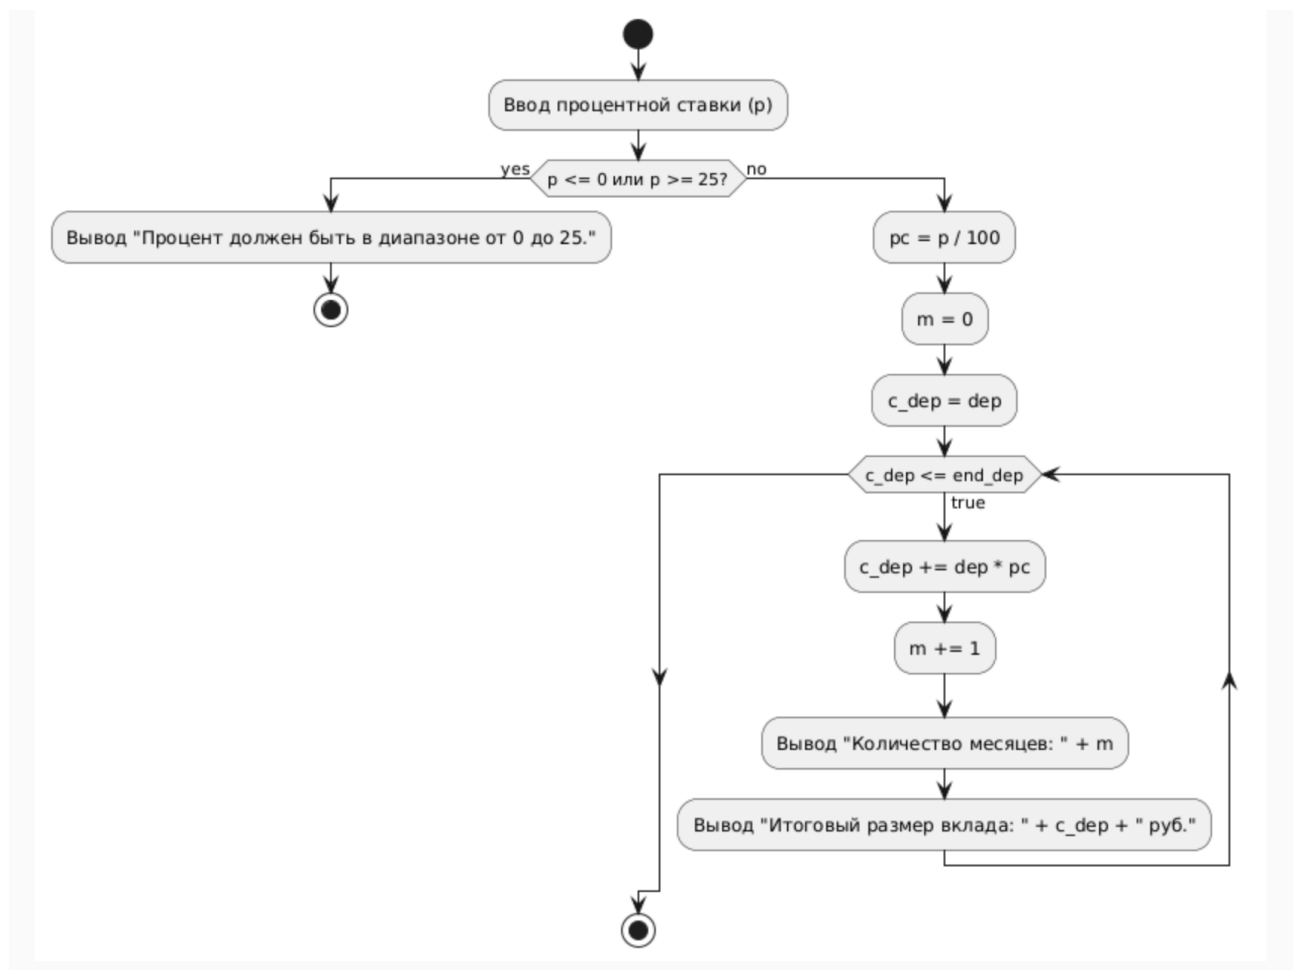 Ввод процентной ставки (p)
yes
p <= 0 или p >= 25?
no
Вывод "Процент должен быть в диапазоне от 0 до 25."
pc = p / 100
m = 0
c_dep = dep
c_dep <= end_dep
true
c_dep += dep * pc
m += 1
Вывод "Количество месяцев: " + m
Вывод "Итоговый размер вклада: " + c_dep + " руб."